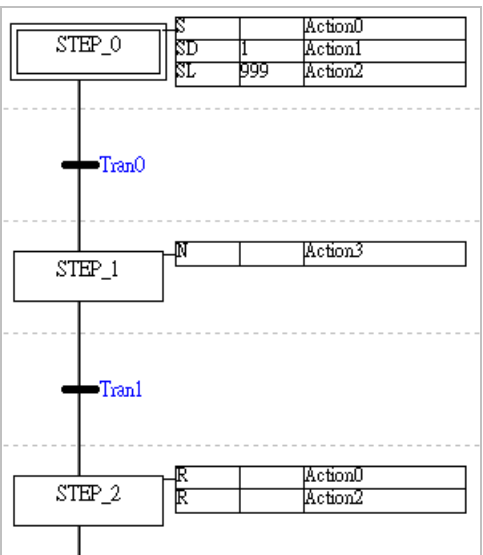 STEP_0 S Action0
SD 1 Action1
SL 999 Action2
Tran0
STEP_1 N Action3
Tran1
STEP_2 R Action0
R Action2